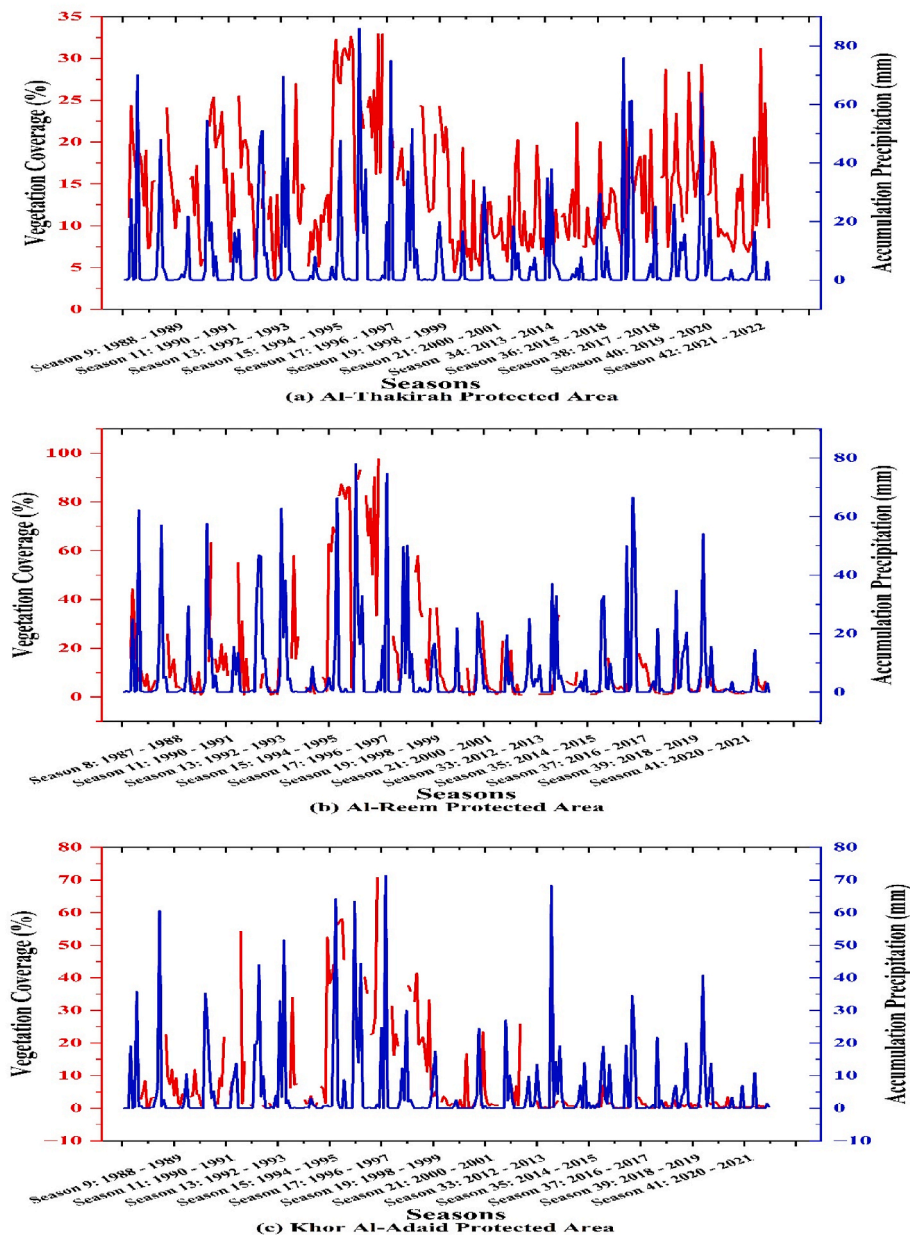 Vegetation Coverage (%)
35
30
25
20
15
10
5
0
Accumulation Precipitation (mm)
80
60
40
20
0
Season 9: 1988 - 1989
Season 11: 1990 - 1991
Season 13: 1992 - 1993
Season 15: 1994 - 1995
Season 17: 1996 - 1997
Season 19: 1998 - 1999
Season 21: 2000 - 2001
Season 34: 2013 - 2014
Season 36: 2015 - 2018
Season 38: 2017 - 2018
Season 40: 2019 - 2020
Season 42: 2021 - 2022
Seasons
(a) Al-Thakirah Protected Area
Vegetation Coverage (%)
100
80
60
40
20
0
Accumulation Precipitation (mm)
80
60
40
20
0
Season 8: 1987 - 1988
Season 11: 1990 - 1991
Season 13: 1992 - 1993
Season 15: 1994 - 1995
Season 17: 1996 - 1997
Season 19: 1998 - 1999
Season 21: 2000 - 2001
Season 33: 2012 - 2013
Season 35: 2014 - 2015
Season 37: 2016 - 2017
Season 39: 2018 - 2019
Season 41: 2020 - 2021
Seasons
(b) Al-Reem Protected Area
Vegetation Coverage (%)
80
70
60
50
40
30
20
10
0
−10
Accumulation Precipitation (mm)
80
70
60
50
40
30
20
10
0
−10
Season 9: 1988 - 1989
Season 11: 1990 - 1991
Season 13: 1992 - 1993
Season 15: 1994 - 1995
Season 17: 1996 - 1997
Season 19: 1998 - 1999
Season 21: 2000 - 2001
Season 33: 2012 - 2013
Season 35: 2014 - 2015
Season 37: 2016 - 2017
Season 39: 2018 - 2019
Season 41: 2020 - 2021
Seasons
(c) Khor Al-Adaid Protected Area